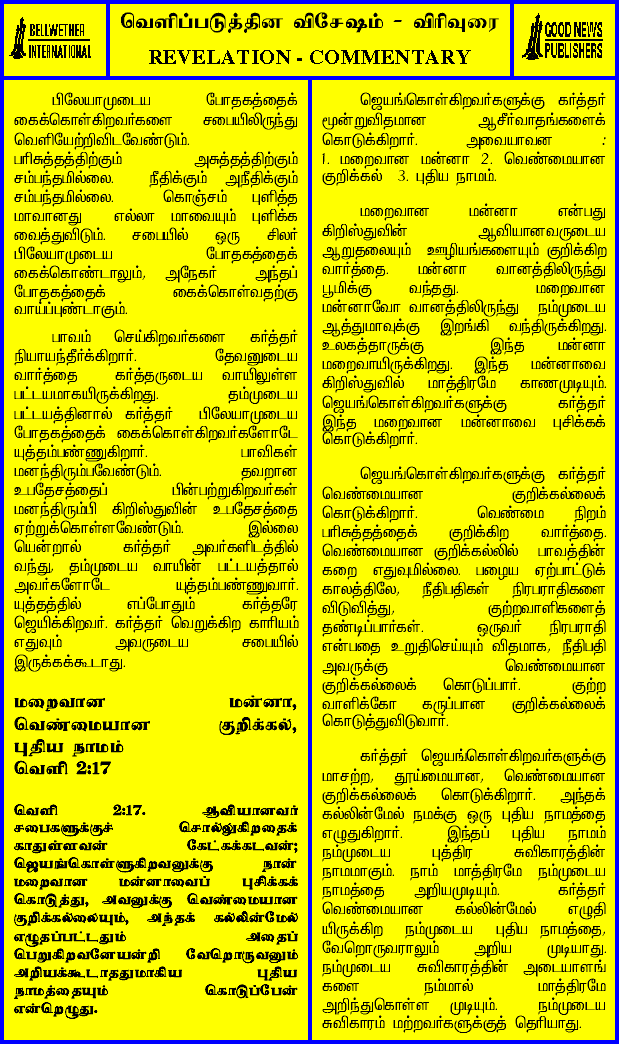 BELLWETHER
INTERNATIONAL
வெளிப்படுத்தின விசேஷம் - விரிவுரை
REVELATION - COMMENTARY
GOOD NEWS
PUBLISHERS
பிலேயாமுடைய போதகத்தைக்
கைக்கொள்கிறவர்களை சபையிலிருந்து
வெளியேற்றிவிடவேண்டும்.
பரிசுத்தத்திற்கும் அசுத்தத்திற்கும்
சம்பந்தமில்லை. நீதிக்கும் அநீதிக்கும்
சம்பந்தமில்லை. கொஞ்சம் புளித்த
மாவானது எல்லா மாவையும் புளிக்க
வைத்துவிடும். சபையில் ஒரு சிலர்
பிலேயாமுடைய போதகத்தைக்
கைக்கொண்டாலும், அநேகர் அந்தப்
போதகத்தைக் கைக்கொள்வதற்கு
வாய்ப்புண்டாகும்.
பாவம் செய்கிறவர்களை கர்த்தர்
நியாயந்தீர்க்கிறார். தேவனுடைய
வார்த்தை கர்த்தருடைய வாயிலுள்ள
பட்டயமாகயிருக்கிறது. தம்முடைய
பட்டயத்தினால் கர்த்தர் பிலேயாமுடைய
போதகத்தைக் கைக்கொள்கிறவர்களோடே
யுத்தம்பண்ணுகிறார். பாவிகள்
மனந்திரும்பவேண்டும். தவறான
உபதேசத்தைப் பின்பற்றுகிறவர்கள்
மனந்திரும்பி கிறிஸ்துவின் உபதேசத்தை
ஏற்றுக்கொள்ளவேண்டும். இல்லை
யென்றால் கர்த்தர் அவர்களிடத்தில்
வந்து, தம்முடைய வாயின் பட்டயத்தால்
அவர்களோடே யுத்தம்பண்ணுவார்.
யுத்தத்தில் எப்போதும் கர்த்தரே
ஜெயிக்கிறவர். கர்த்தர் வெறுக்கிற காரியம்
எதுவும் அவருடைய சபையில்
இருக்கக்கூடாது.
மறைவான மன்னா,
வெண்மையான குறிக்கல்,
புதிய நாமம்
வெளி 2:17
வெளி 2:17. ஆவியானவர்
சபைகளுக்குச் சொல்லுகிறதைக்
காதுள்ளவன் கேட்கக்கடவன்;
ஜெயங்கொள்ளுகிறவனுக்கு நான்
மறைவான மன்னாவைப் புசிக்கக்
கொடுத்து, அவனுக்கு வெண்மையான
குறிக்கல்லையும், அந்தக் கல்லின்மேல்
எழுதப்பட்டதும் அதைப்
பெறுகிறவனேயன்றி வேறொருவனும்
அறியக்கூடாததுமாகிய புதிய
நாமத்தையும் கொடுப்பேன்
என்றெழுது.
ஜெயங்கொள்கிறவர்களுக்கு கர்த்தர்
மூன்றுவிதமான ஆசீர்வாதங்களைக்
கொடுக்கிறார். அவையாவன :
1. மறைவான மன்னா 2. வெண்மையான
குறிக்கல் 3. புதிய நாமம்.
மறைவான மன்னா என்பது
கிறிஸ்துவின் ஆவியானவருடைய
ஆறுதலையும் ஊழியங்களையும் குறிக்கிற
வார்த்தை. மன்னா வானத்திலிருந்து
பூமிக்கு வந்தது. மறைவான
மன்னாவோ வானத்திலிருந்து நம்முடைய
ஆத்துமாவுக்கு இறங்கி வந்திருக்கிறது.
உலகத்தாருக்கு இந்த மன்னா
மறைவாயிருக்கிறது. இந்த மன்னாவை
கிறிஸ்துவில் மாத்திரமே காணமுடியும்.
ஜெயங்கொள்கிறவர்களுக்கு கர்த்தர்
இந்த மறைவான மன்னாவை புசிக்கக்
கொடுக்கிறார்.
ஜெயங்கொள்கிறவர்களுக்கு கர்த்தர்
வெண்மையான குறிக்கல்லைக்
கொடுக்கிறார். வெண்மை நிறம்
பரிசுத்தத்தைக் குறிக்கிற வார்த்தை.
வெண்மையான குறிக்கல்லில் பாவத்தின்
கறை எதுவுமில்லை. பழைய ஏற்பாட்டுக்
காலத்திலே, நீதிபதிகள் நிரபராதிகளை
விடுவித்து, குற்றவாளிகளைத்
தண்டிப்பார்கள். ஒருவர் நிரபராதி
என்பதை உறுதிசெய்யும் விதமாக, நீதிபதி
அவருக்கு வெண்மையான
குறிக்கல்லைக் கொடுப்பார். குற்ற
வாளிக்கோ கருப்பான குறிக்கல்லைக்
கொடுத்துவிடுவார்.
கர்த்தர் ஜெயங்கொள்கிறவர்களுக்கு
மாசற்ற, தூய்மையான, வெண்மையான
குறிக்கல்லைக் கொடுக்கிறார். அந்தக்
கல்லின்மேல் நமக்கு ஒரு புதிய நாமத்தை
எழுதுகிறார். இந்தப் புதிய நாமம்
நம்முடைய புத்திர சுவிகாரத்தின்
நாமமாகும். நாம் மாத்திரமே நம்முடைய
நாமத்தை அறியமுடியும். கர்த்தர்
வெண்மையான கல்லின்மேல் எழுதி
யிருக்கிற நம்முடைய புதிய நாமத்தை,
வேறொருவராலும் அறிய முடியாது.
நம்முடைய சுவிகாரத்தின் அடையாளங்
களை நம்மால் மாத்திரமே
அறிந்துகொள்ள முடியும். நம்முடைய
சுவிகாரம் மற்றவர்களுக்குத் தெரியாது.